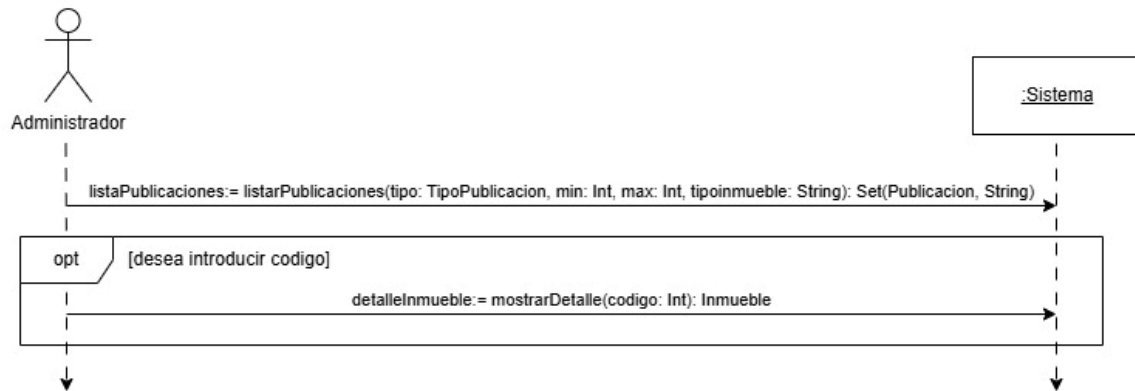 Administrador
:Sistema
listaPublicaciones:= listarPublicaciones(tipo: TipoPublicacion, min: Int, max: Int, tipoinmueble: String): Set(Publicacion, String)
opt
[desea introducir codigo]
detalleInmueble:= mostrarDetalle(codigo: Int): Inmueble